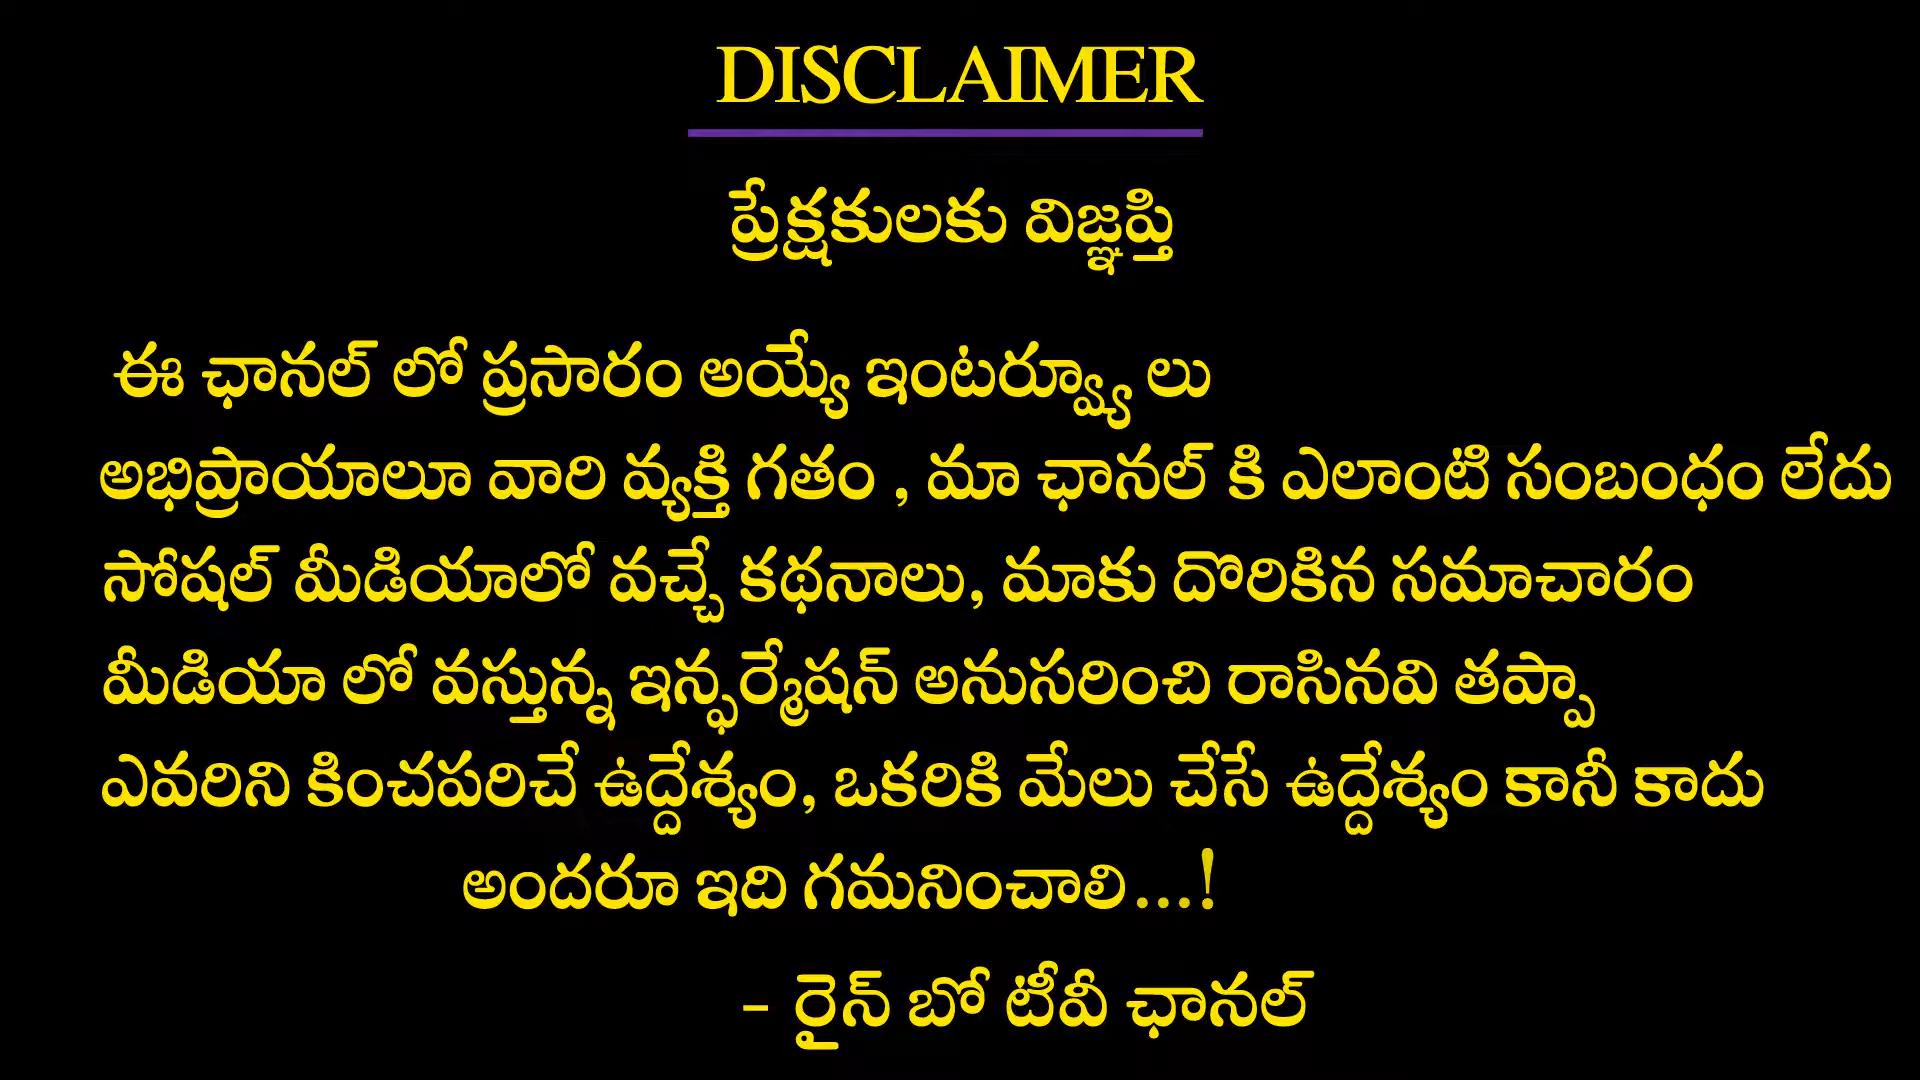 DISCLAIMER
ప్రేక్షకులకు విజ్ఞప్తి
ఈ ఛానల్ లో ప్రసారం అయ్యే ఇంటర్వ్యూ లు
అభిప్రాయాలూ వారి వ్యక్తి గతం , మా ఛానల్ కి ఎలాంటి సంబంధం లేదు
సోషల్ మీడియాలో వచ్చే కథనాలు, మాకు దొరికిన సమాచారం
మీడియా లో వస్తున్న ఇన్ఫర్మేషన్ అనుసరించి రాసినవి తప్పా
ఎవరిని కించపరిచే ఉద్దేశ్యం, ఒకరికి మేలు చేసే ఉద్దేశ్యం కానీ కాదు
అందరూ ఇది గమనించాలి...!
- రైన్ బో టీవీ ఛానల్